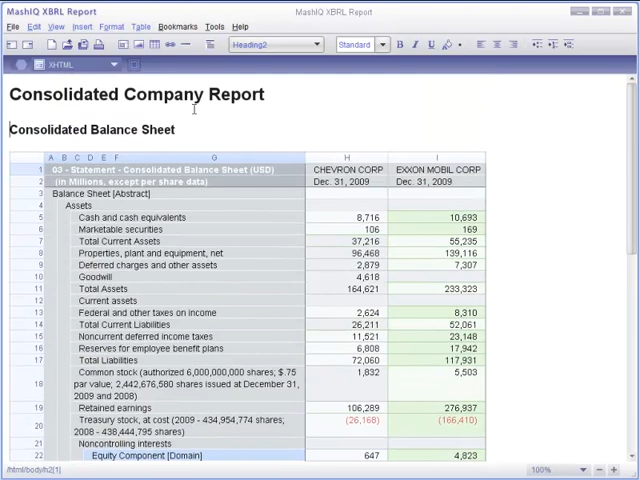 MashIQ XBRL Report
MashIQ XBRL Report
File Edit View Insert Format Table Bookmarks Tools Help
Heading2 Standard B I U
XHTML
Consolidated Company Report
Consolidated Balance Sheet
A B C D E F G H I
1 03 - Statement - Consolidated Balance Sheet (USD) CHEVRON CORP EXXON MOBIL CORP
2 (in Millions, except per share data) Dec. 31, 2009 Dec. 31, 2009
3 Balance Sheet [Abstract]
4 Assets
5 Cash and cash equivalents 8,716 10,693
6 Marketable securities 106 169
7 Total Current Assets 37,216 55,235
8 Properties, plant and equipment, net 96,468 139,116
9 Deferred charges and other assets 2,879 7,307
10 Goodwill 4,618
11 Total Assets 164,621 233,323
12 Current assets
13 Federal and other taxes on income 2,624 8,310
14 Total Current Liabilities 26,211 52,061
15 Noncurrent deferred income taxes 11,521 23,148
16 Reserves for employee benefit plans 6,808 17,942
17 Total Liabilities 72,060 117,931
Common stock (authorized 6,000,000,000 shares; $.75 1,832 5,503
18 par value; 2,442,676,580 shares issued at December 31,
2009 and 2008)
19 Retained earnings 106,289 276,937
Treasury stock, at cost (2009 - 434,954,774 shares; (26,168) (166,410)
20 2008 - 438,444,795 shares)
21 Noncontrolling interests
22 Equity Component [Domain] 647 4,823
/html/body/h2[1] 100%